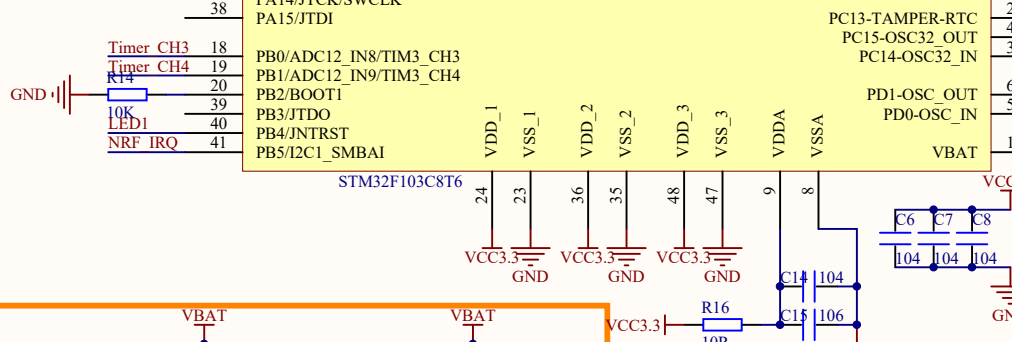 PA14/JTCK/SWCLK
38 PA15/JTDI PC13-TAMPER-RTC
PC15-OSC32_OUT
Timer_CH3 18 PB0/ADC12_IN8/TIM3_CH3 PC14-OSC32_IN
Timer_CH4 19 PB1/ADC12_IN9/TIM3_CH4
R14
GND 20 PB2/BOOT1 PD1-OSC_OUT
10K 39 PB3/JTDO PD0-OSC_IN
LED1 40 PB4/JNTRST
NRF_IRQ 41 PB5/I2C1_SMBAI VBAT
VDD_1 VSS_1 VDD_2 VSS_2 VDD_3 VSS_3 VDDA VSSA
STM32F103C8T6
24 23 36 35 48 47 9 8
C6 C7 C8
VCC3.3 VCC3.3 VCC3.3
104 104 104
GND GND GND
C14 104
VBAT VBAT
R16
VCC3.3 C15 106